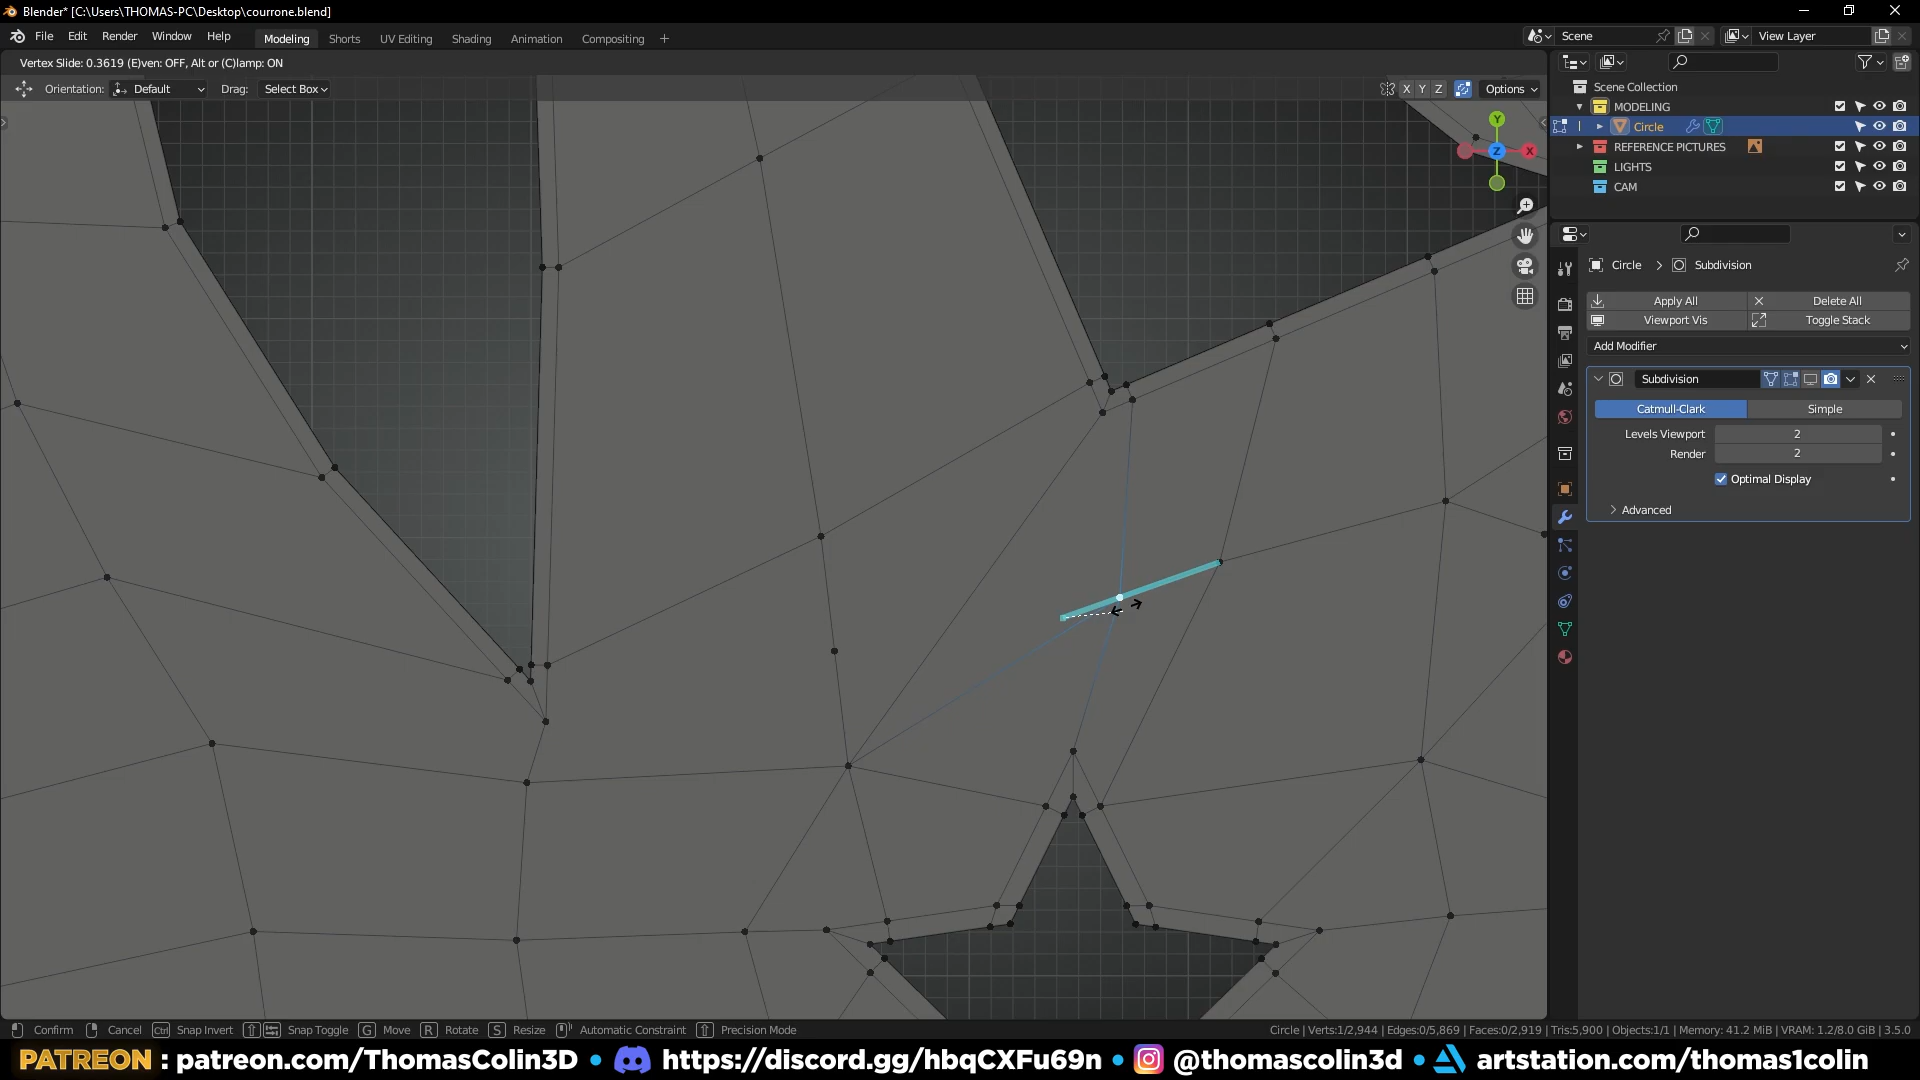 Blender* [C:\Users\THOMAS-PC\Desktop\courrone.blend]
File Edit Render Window Help Modeling Shorts UV Editing Shading Animation Compositing + Scene View Layer
Vertex Slide: 0.3619 (E)ven: OFF, Alt or (C)lamp: ON
Orientation: Default Drag: Select Box X Y Z Options
Y
Z X
Scene Collection
MODELING
Circle
REFERENCE PICTURES
LIGHTS
CAM
Circle > Subdivision
Apply All Delete All
Viewport Vis Toggle Stack
Add Modifier
Subdivision
Catmull-Clark Simple
Levels Viewport 2
Render 2
Optimal Display
Advanced
Confirm Cancel Ctrl Snap Invert Snap Toggle G Move R Rotate S Resize Automatic Constraint Precision Mode Circle | Verts:1/2,944 | Edges:0/5,869 | Faces:0/2,919 | Tris:5,900 | Objects:1/1 | Memory: 41.2 MiB | VRAM: 1.2/8.0 GiB | 3.5.0
PATREON : patreon.com/ThomasColin3D • https://discord.gg/hbqCXFu69n • @thomascolin3d • artstation.com/thomas1colin